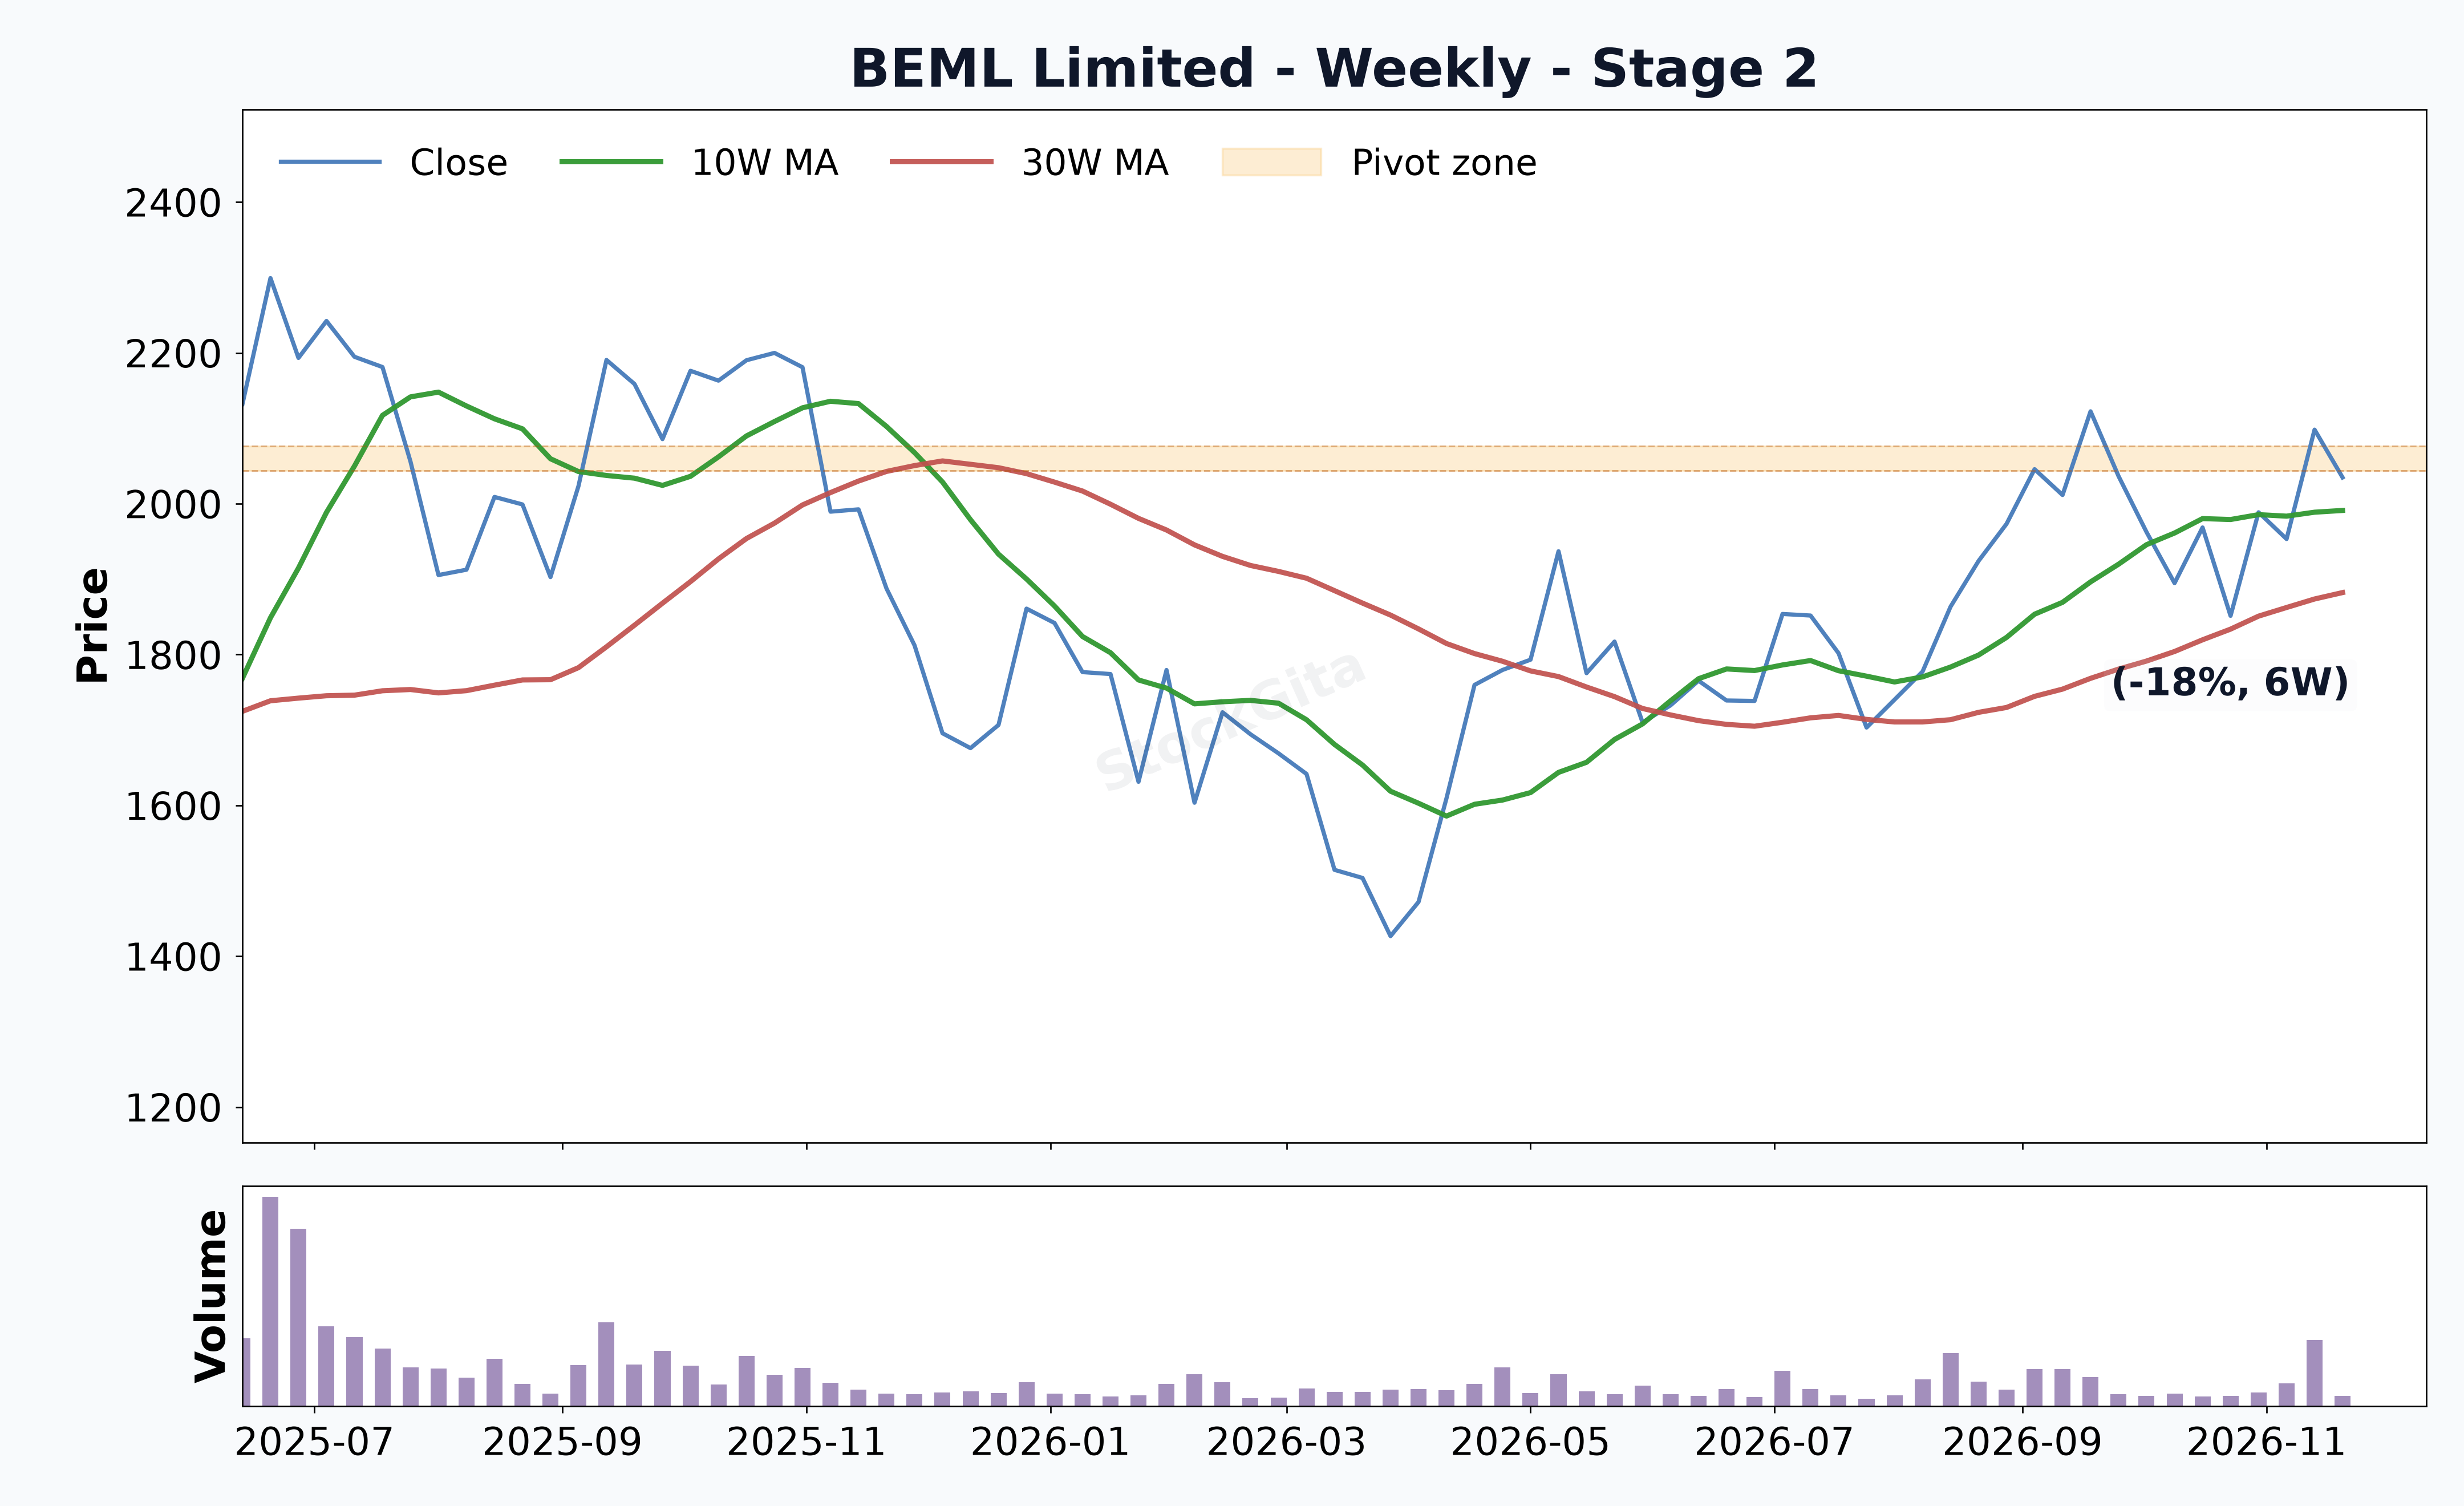 BEML Limited - Weekly - Stage 2
Close 10W MA 30W MA Pivot zone
2400
2200
2000
1800
1600
1400
1200
Price
(-18%, 6W)
StockGita
Volume
2025-07 2025-09 2025-11 2026-01 2026-03 2026-05 2026-07 2026-09 2026-11